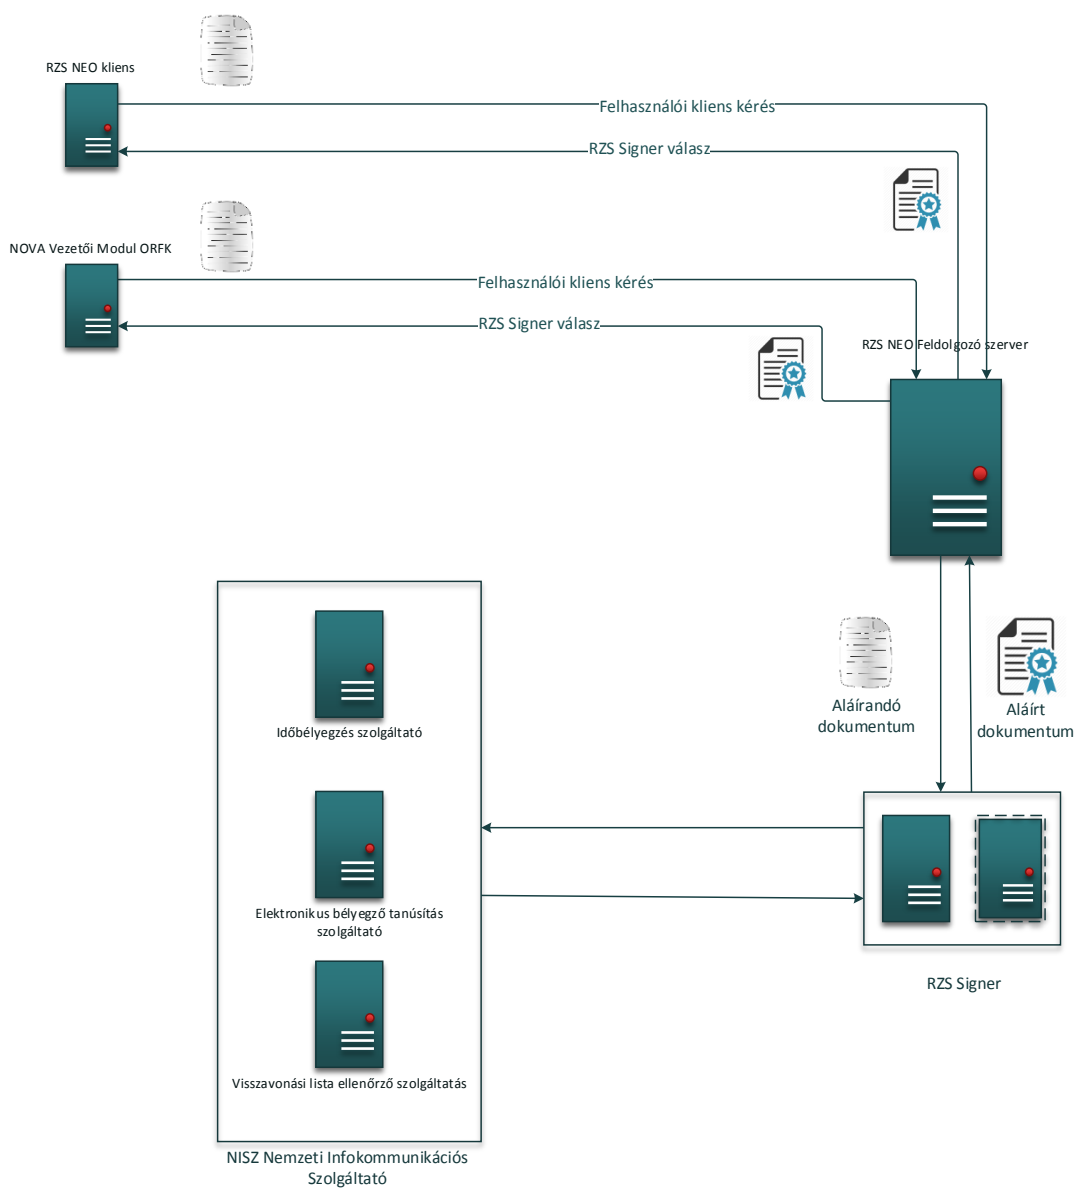 RZS NEO kliens
Felhasználói kliens kérés
RZS Signer válasz
NOVA Vezetői Modul ORFK
Felhasználói kliens kérés
RZS Signer válasz
RZS NEO Feldolgozó szerver
Aláírandó
dokumentum
Aláírt
dokumentum
Időbélyegzés szolgáltató
Elektronikus bélyegző tanúsítás
szolgáltató
RZS Signer
Visszavonási lista ellenőrző szolgáltatás
NISZ Nemzeti Infokommunikációs
Szolgáltató